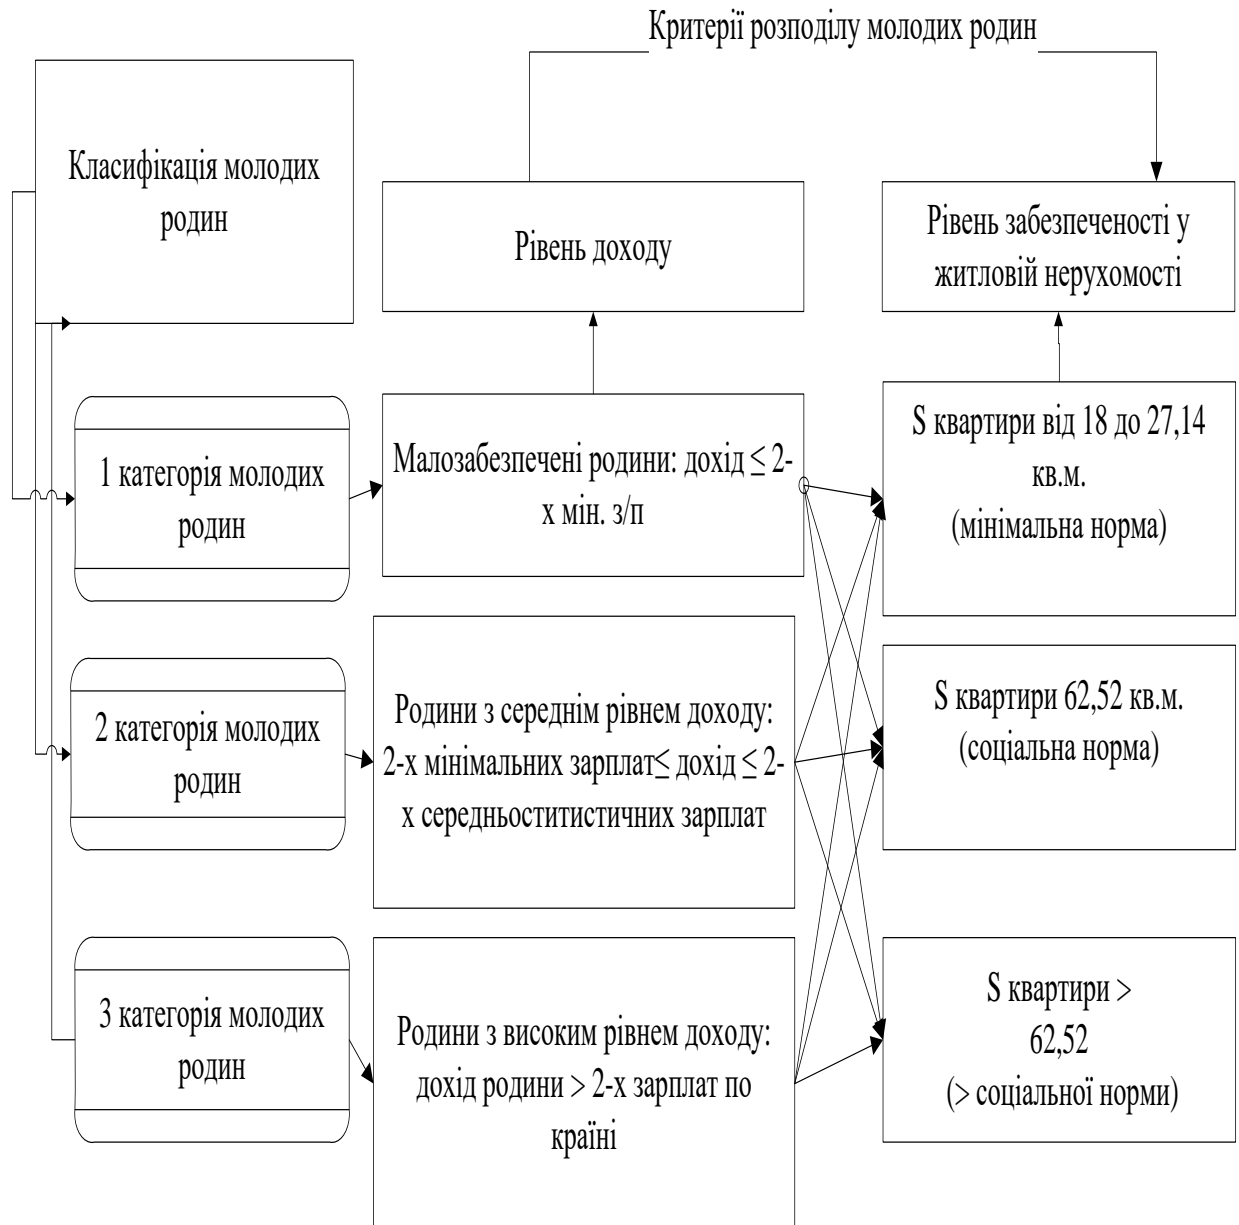 Критерії розподілу молодих родин
Класифікація молодих
родин
Рівень доходу
Рівень забезпеченості у
житловій нерухомості
1 категорія молодих
родин
Малозабезпечені родини: дохід ≤ 2-
х мін. з/п
S квартири від 18 до 27,14
кв.м.
(мінімальна норма)
2 категорія молодих
родин
Родини з середнім рівнем доходу:
2-х мінімальних зарплат≤ дохід ≤ 2-
х середньоститистичних зарплат
S квартири 62,52 кв.м.
(соціальна норма)
3 категорія молодих
родин
Родини з високим рівнем доходу:
дохід родини > 2-х зарплат по
країні
S квартири >
62,52
(> соціальної норми)